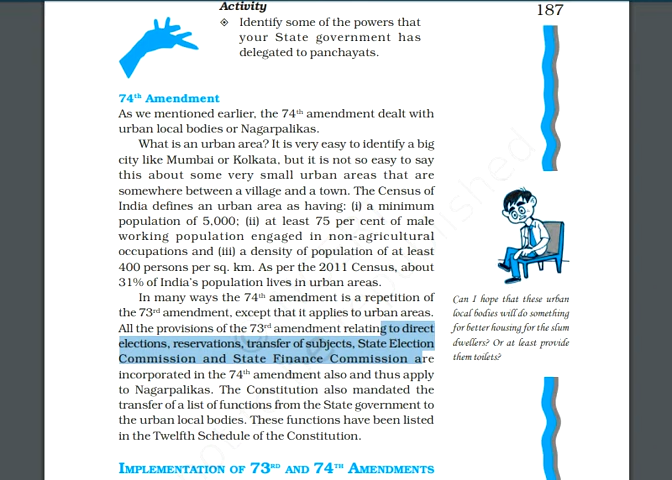 Activity
187
❖ Identify some of the powers that
your State government has
delegated to panchayats.
74th Amendment
As we mentioned earlier, the 74th amendment dealt with
urban local bodies or Nagarpalikas.
What is an urban area? It is very easy to identify a big
city like Mumbai or Kolkata, but it is not so easy to say
this about some very small urban areas that are
somewhere between a village and a town. The Census of
India defines an urban area as having: (i) a minimum
population of 5,000; (ii) at least 75 per cent of male
working population engaged in non-agricultural
occupations and (iii) a density of population of at least
400 persons per sq. km. As per the 2011 Census, about
31% of India's population lives in urban areas.
In many ways the 74th amendment is a repetition of
the 73rd amendment, except that it applies to urban areas.
All the provisions of the 73rd amendment relating to direct
elections, reservations, transfer of subjects, State Election
Commission and State Finance Commission are
incorporated in the 74th amendment also and thus apply
to Nagarpalikas. The Constitution also mandated the
transfer of a list of functions from the State government to
the urban local bodies. These functions have been listed
in the Twelfth Schedule of the Constitution.
Can I hope that these urban
local bodies will do something
for better housing for the slum
dwellers? Or at least provide
them toilets?
IMPLEMENTATION OF 73RD AND 74TH AMENDMENTS